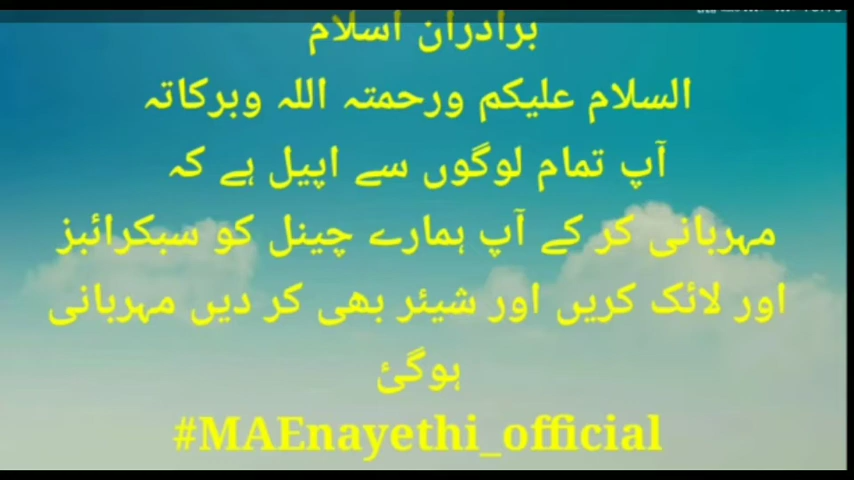 برادران اسلام
السلام علیکم ورحمتہ اللہ وبرکاتہ
آپ تمام لوگوں سے اپیل ہے کہ
مہربانی کر کے آپ ہمارے چینل کو سبکرائبز
اور لائک کریں اور شیئر بھی کر دیں مہربانی
ہوگئ
#MAEnayethi_official